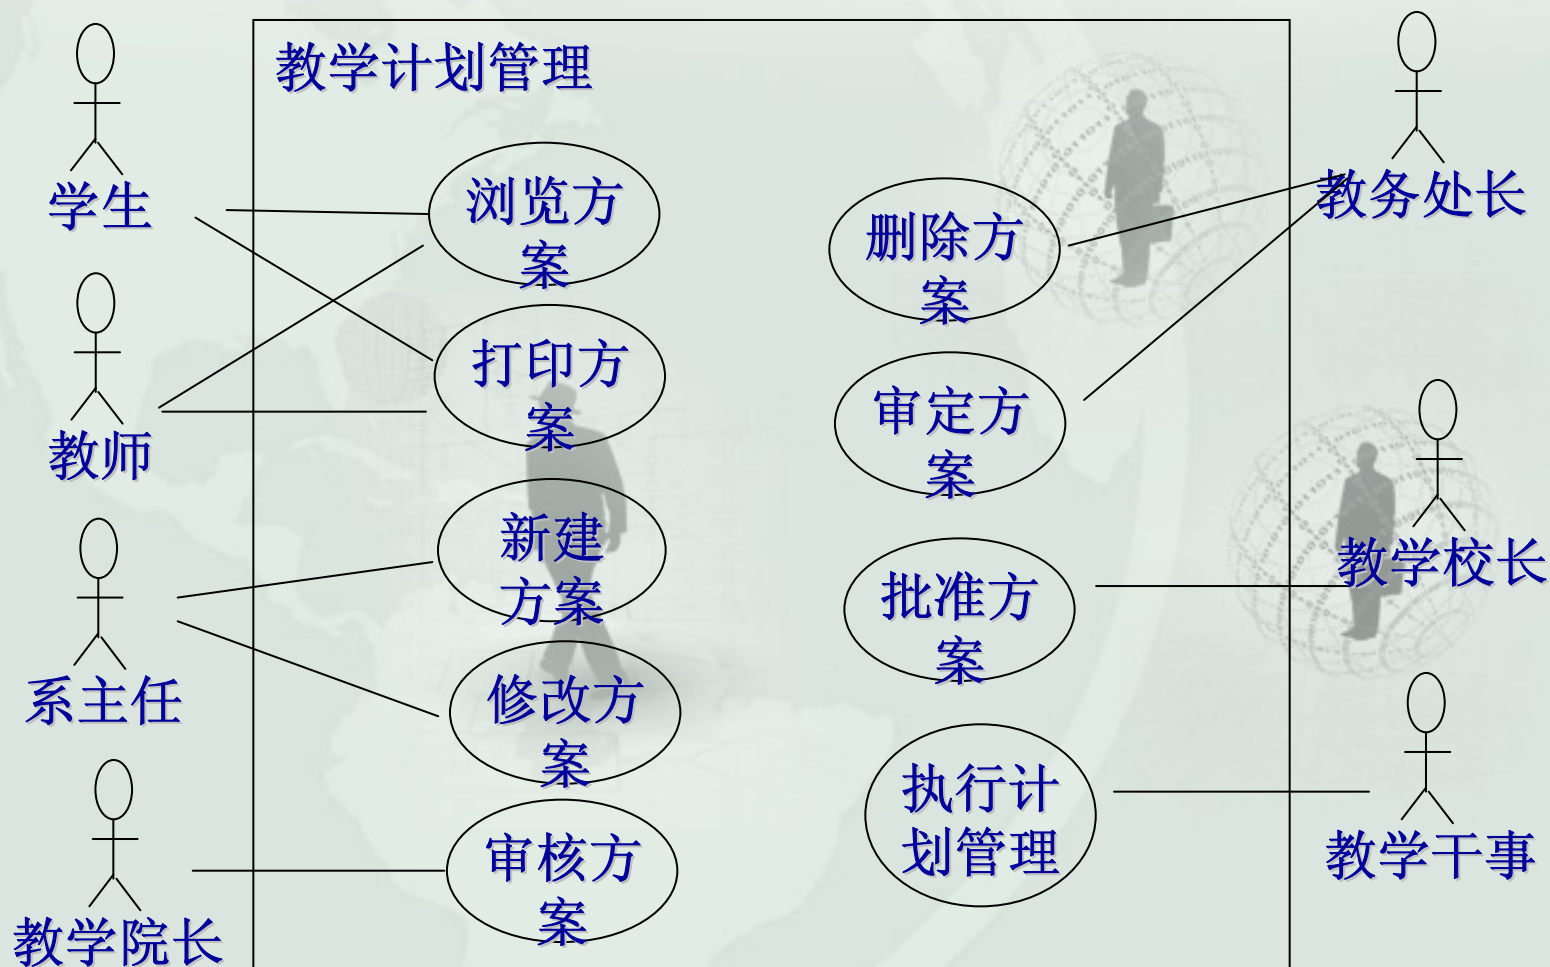 教学计划管理
学生
教师
系主任
教学院长
浏览方
案
打印方
案
新建
方案
修改方
案
审核方
案
删除方
案
审定方
案
批准方
案
执行计
划管理
教务处长
教学校长
教学干事